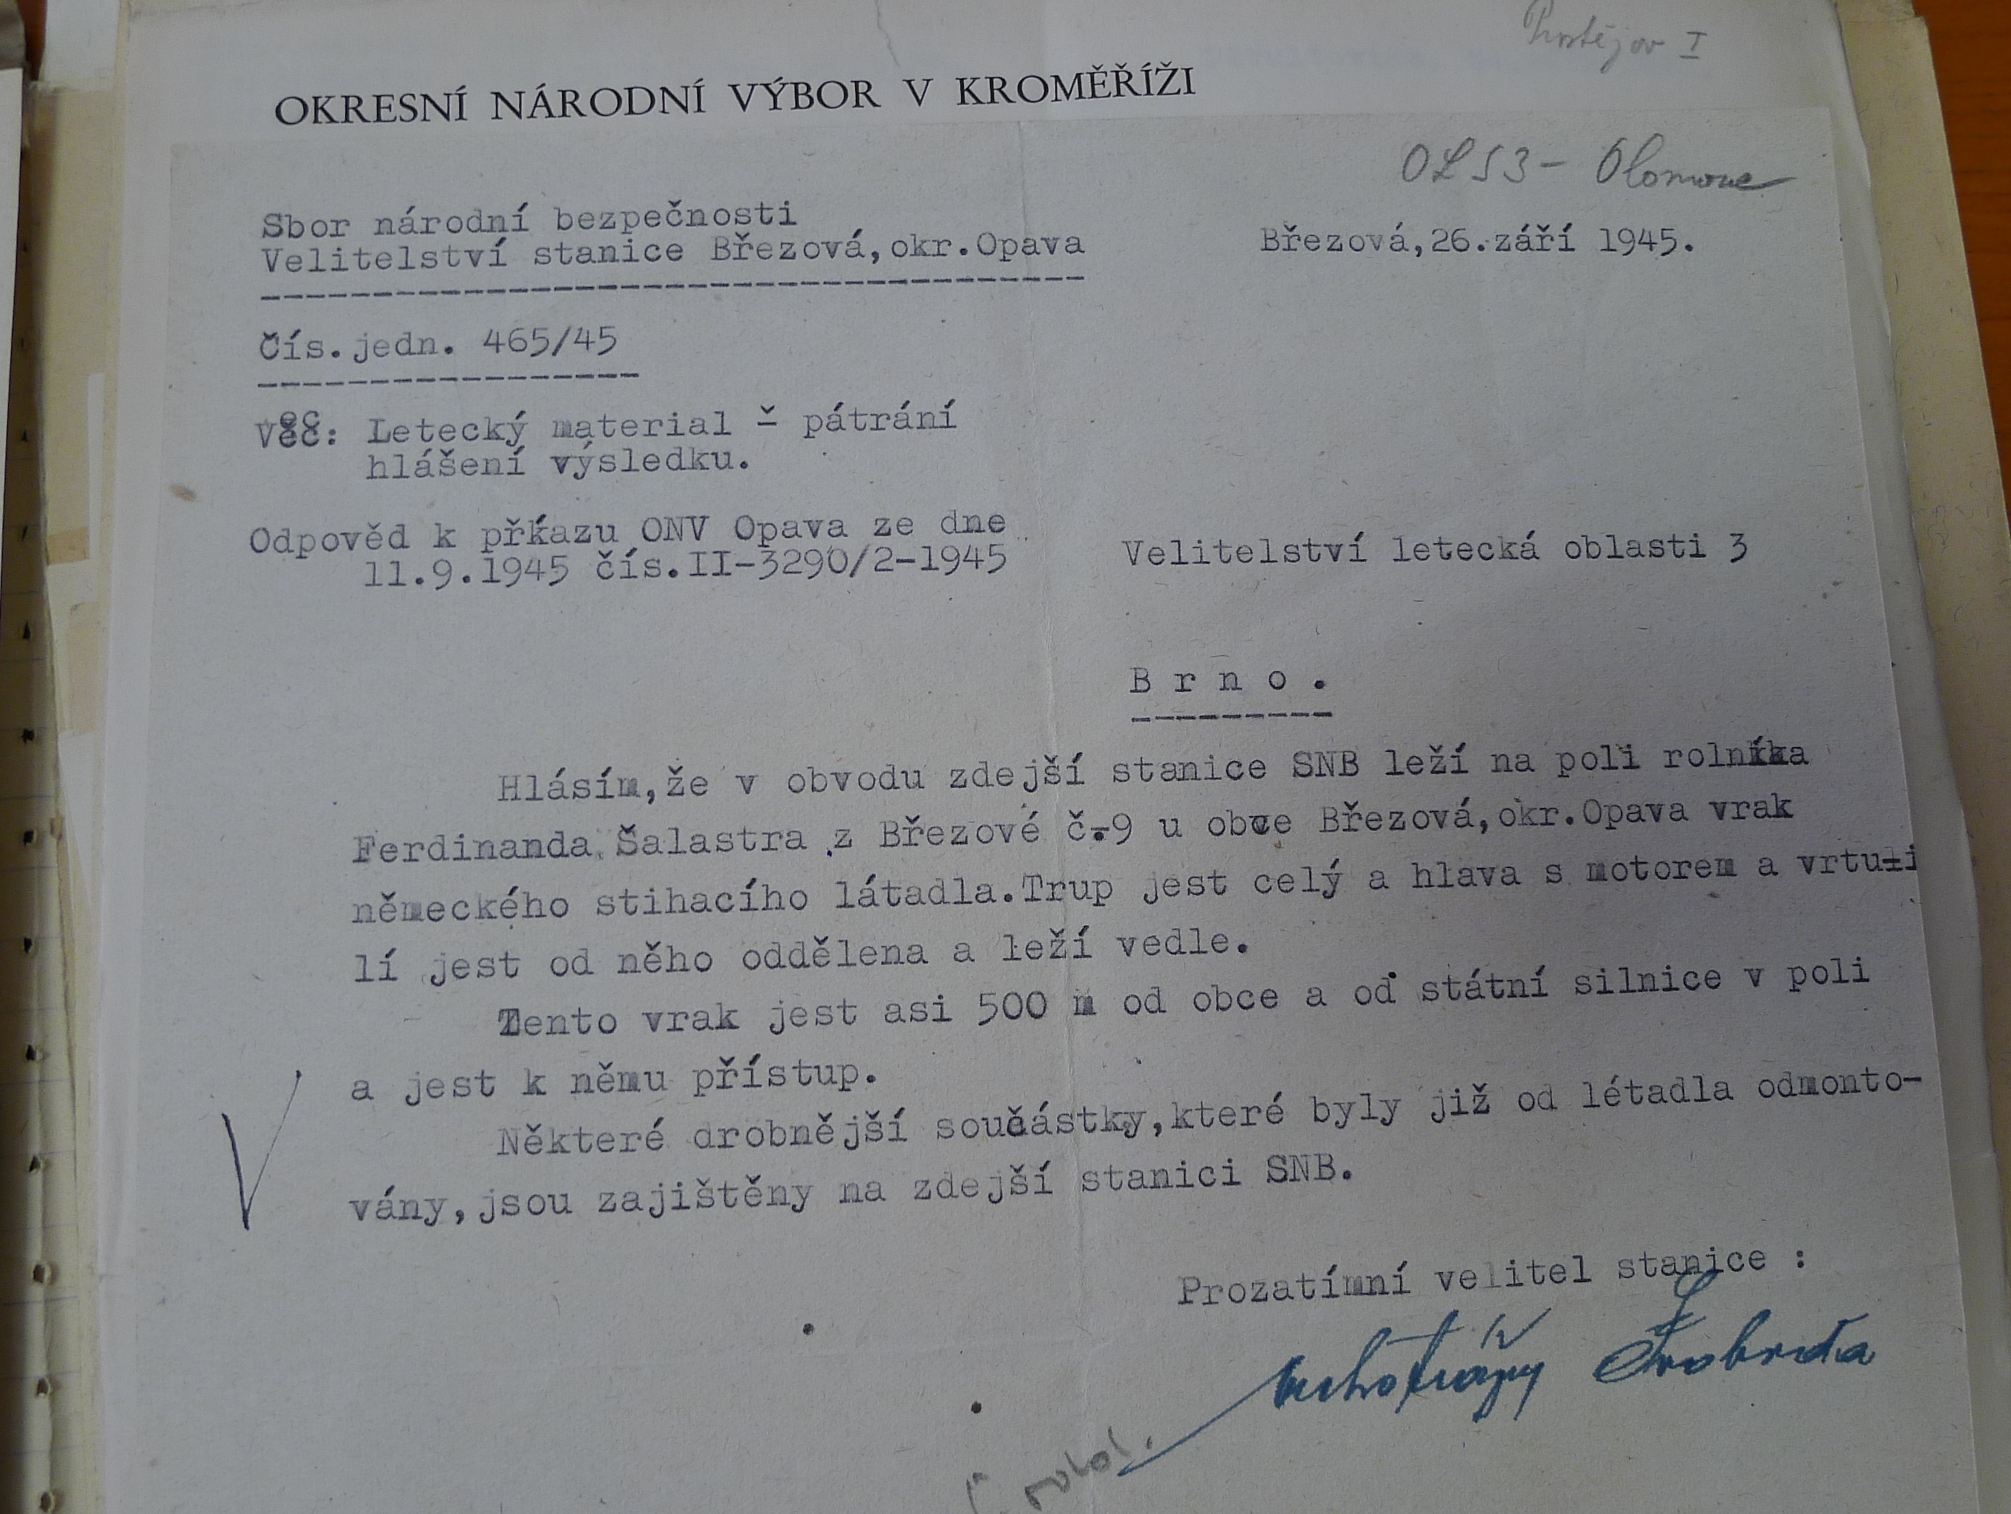 Prostějov I
OKRESNÍ NÁRODNÍ VÝBOR V KROMĚŘÍŽI
OLS3 - Olomouc
Sbor národní bezpečnosti
Velitelství stanice Březová, okr. Opava
Březová, 26. září 1945.
Čís. jedn. 465/45
Věc: Letecký material - pátrání
hlášení výsledku.
Odpověd k přkazu ONV Opava ze dne
11.9.1945 čís. II-3290/2-1945
Velitelství letecká oblasti 3
Brno.
Hlásím, že v obvodu zdejší stanice SNB leží na poli rolníka
Ferdinanda Šalastra z Březové č. 9 u obce Březová, okr. Opava vrak
německého stihacího látadla. Trup jest celý a hlava s motorem a vrtu-
lí jest od něho oddělena a leží vedle.
Tento vrak jest asi 500 m od obce a od státní silnice v poli
a jest k němu přístup.
Některé drobnější součástky, které byly již od létadla odmonto-
vány, jsou zajištěny na zdejší stanici SNB.
Prozatímní velitel stanice :